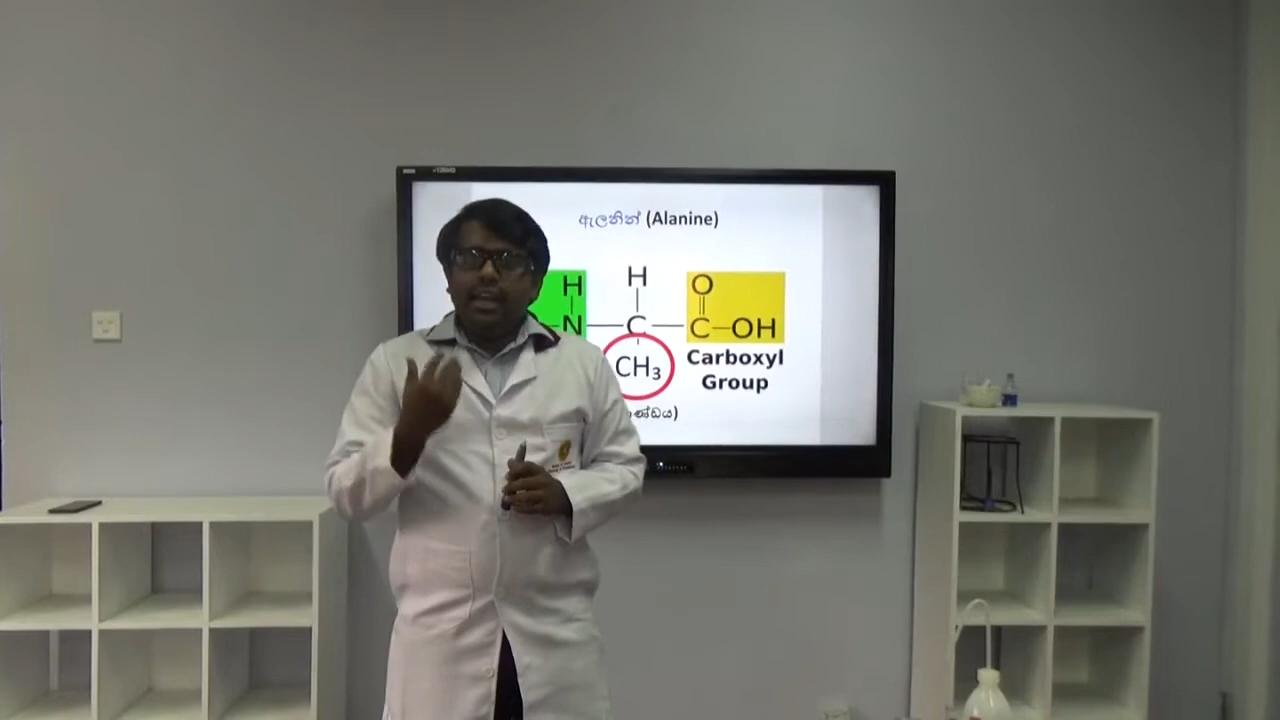 ඇලනින් (Alanine)
H
H
O
N
C
C
OH
CH₃
Carboxyl
Group